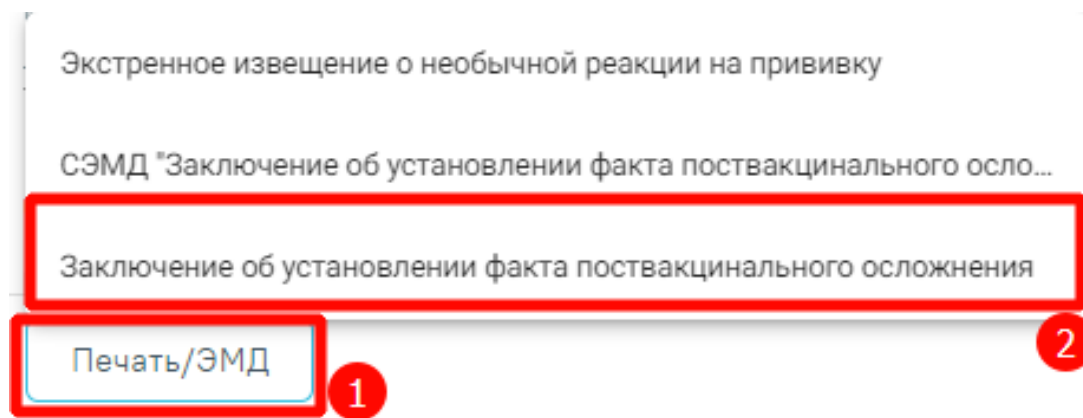 Экстренное извещение о необычной реакции на прививку
СЭМД "Заключение об установлении факта поствакцинального осло...
Заключение об установлении факта поствакцинального осложнения
2
Печать/ЭМД
1